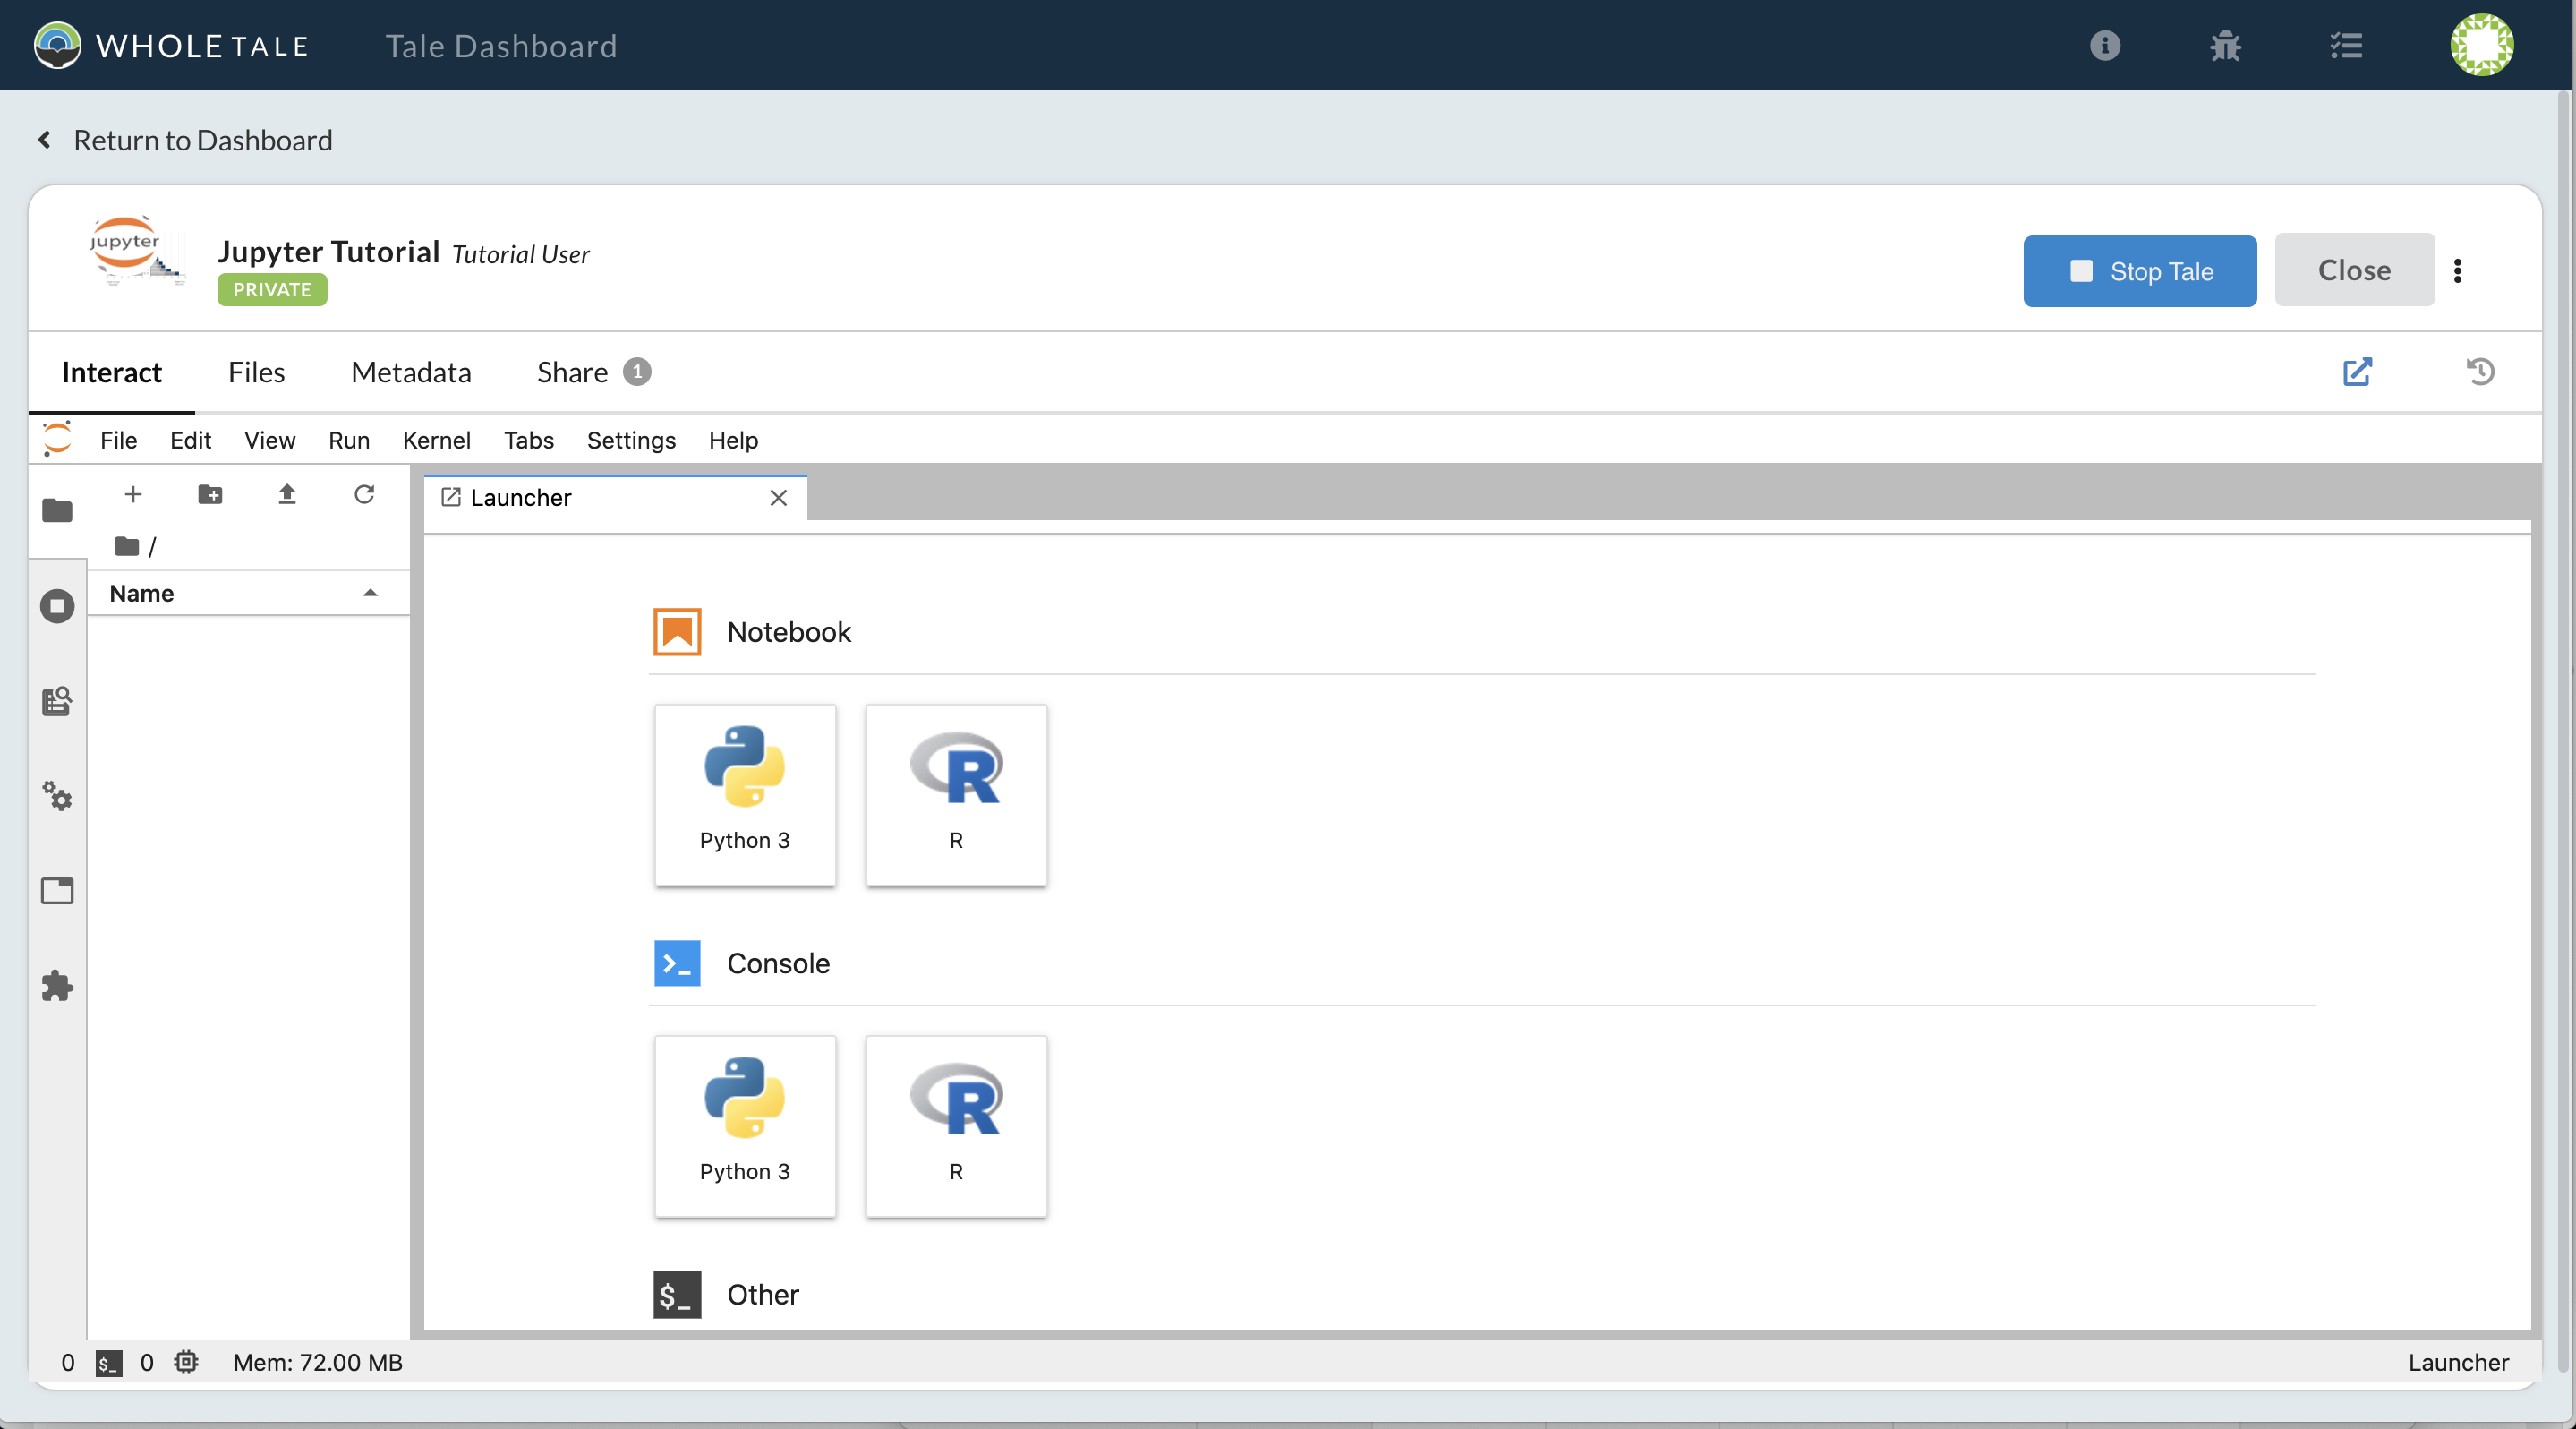 WHOLE TALE Tale Dashboard
Return to Dashboard
jupyter
Jupyter Tutorial Tutorial User
PRIVATE
Stop Tale
Close
Interact Files Metadata Share 1
File Edit View Run Kernel Tabs Settings Help
Launcher
/
Name
Notebook
Python 3 R
Console
Python 3 R
$_ Other
0 $_ 0 Mem: 72.00 MB Launcher